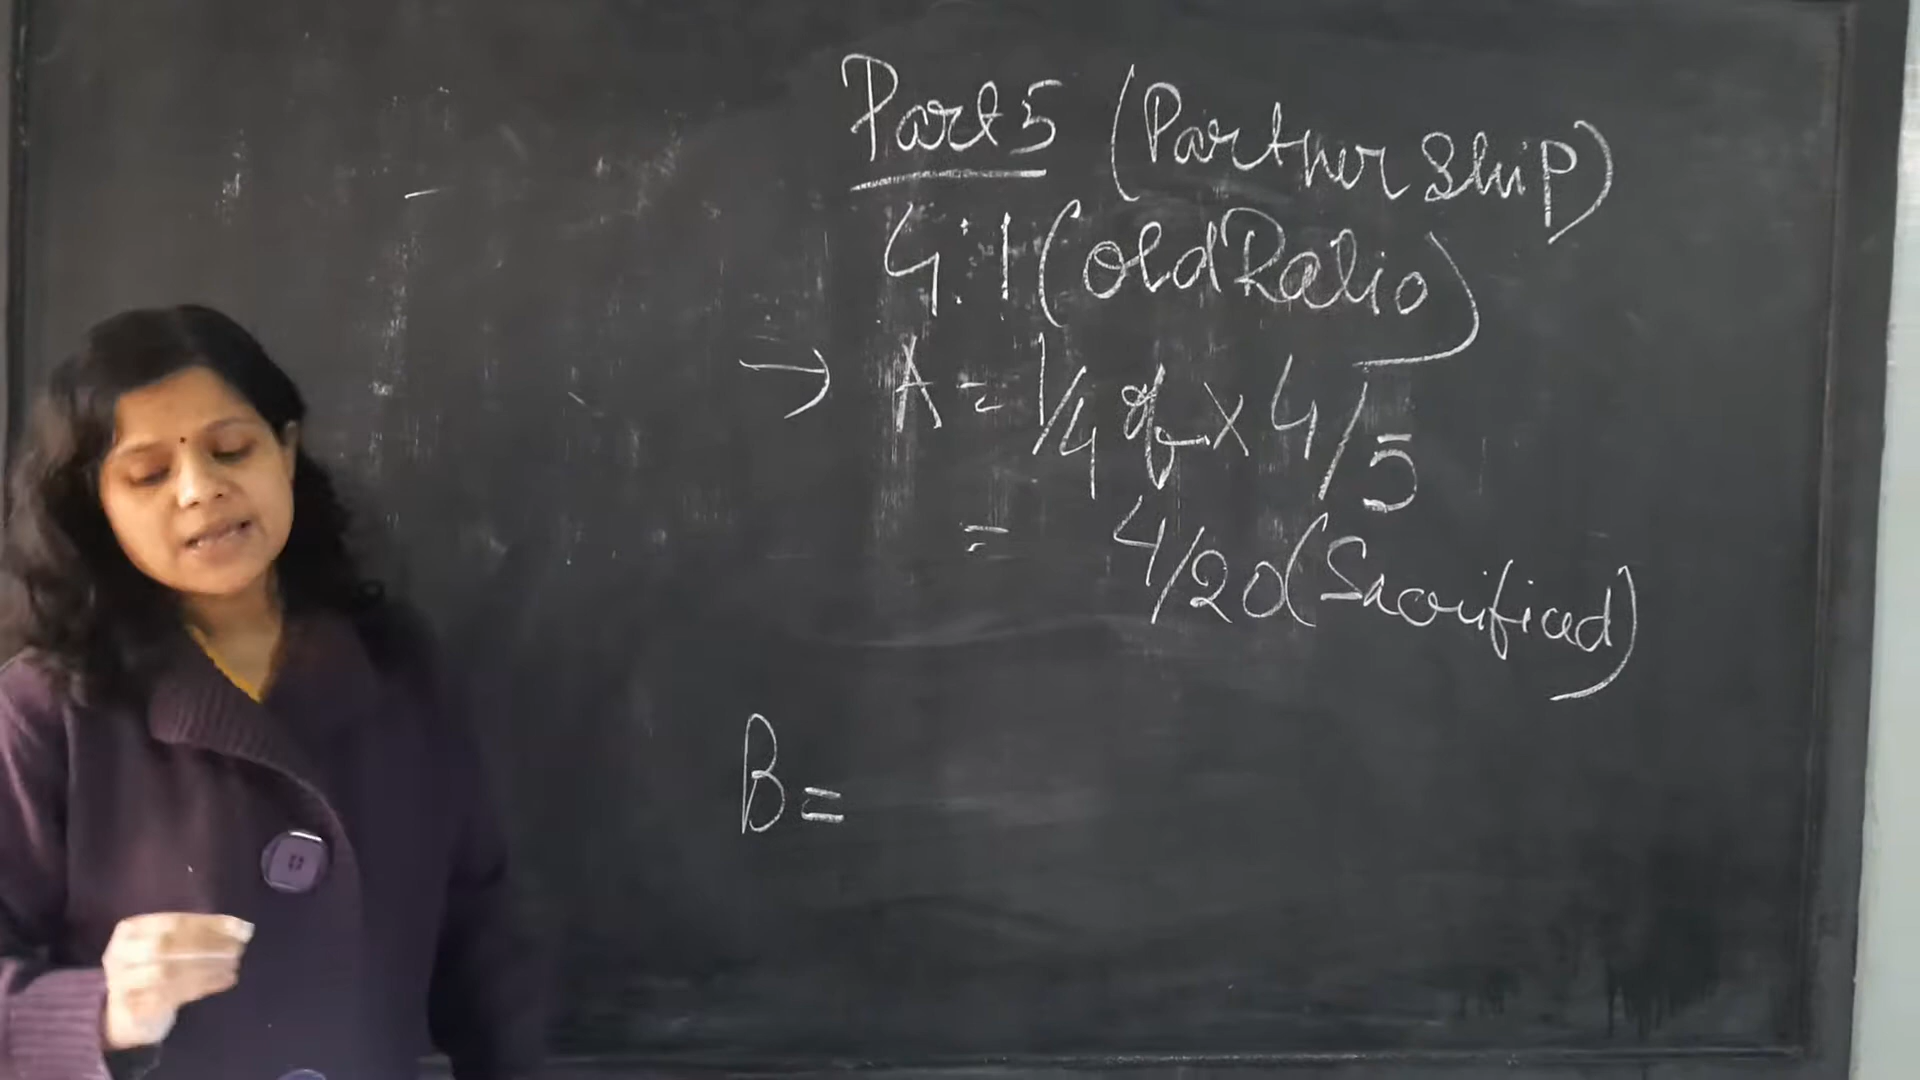 Part 5 (PartnerShip)
4:1 (old Ratio)
→ A = 1/4 of × 4/5
= 4/20 (Sacrificed)
B =